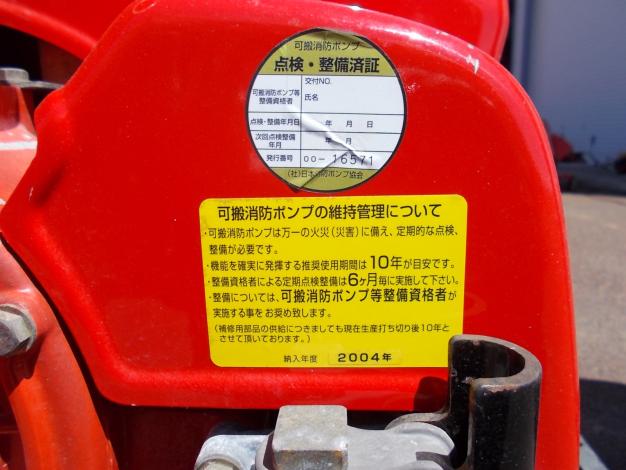 可搬消防ポンプ
点検・整備済証
交付NO.
可搬消防ポンプ等
整備資格者
氏名
点検・整備年月日 年 月 日
次回点検整備
年月
年 月
発行番号 00－16571
(社)日本消防ポンプ協会
可搬消防ポンプの維持管理について
・可搬消防ポンプは万一の火災（災害）に備え、定期的な点検、
整備が必要です。
・機能を確実に発揮する推奨使用期間は10年が目安です。
・整備資格者による定期点検整備は6ヶ月毎に実施して下さい。
・整備については、可搬消防ポンプ等整備資格者が
実施する事をお奨め致します。
（補修用部品の供給につきましても現在生産打ち切り後10年と
させて頂いております。）
納入年度 2004年